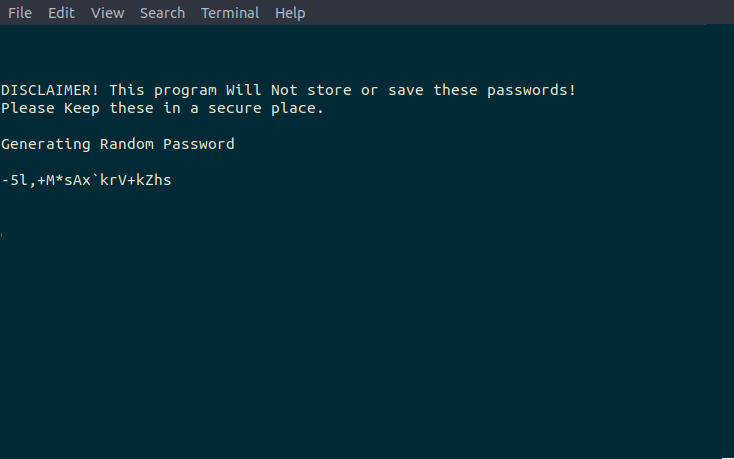 File Edit View Search Terminal Help
DISCLAIMER! This program Will Not store or save these passwords!
Please Keep these in a secure place.
Generating Random Password
-5l,+M*sAx`krV+kZhs